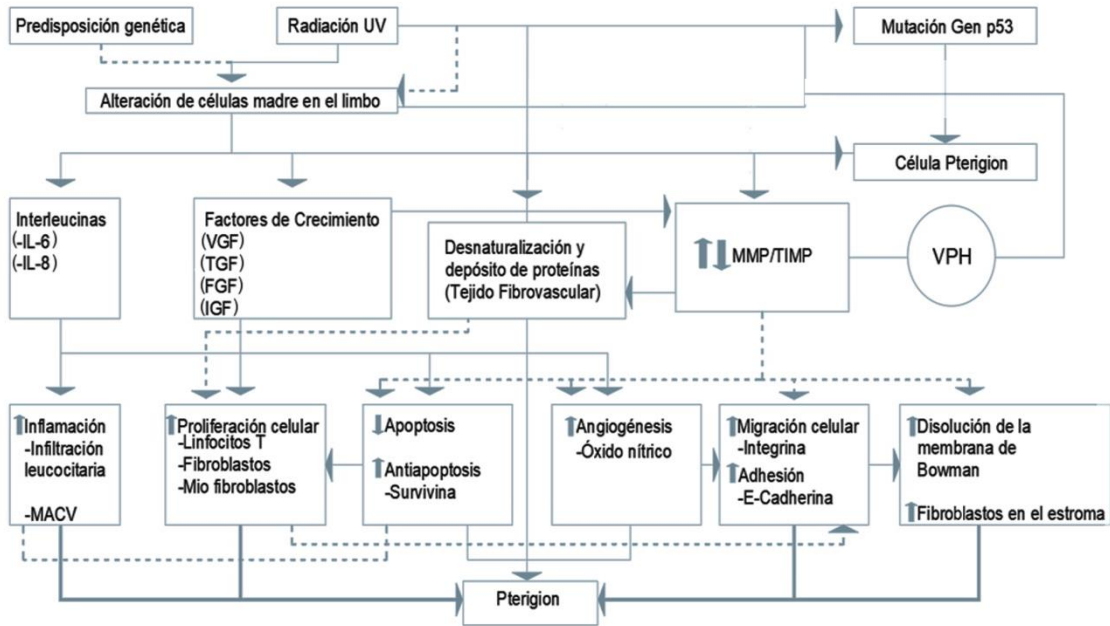 Predisposición genética
Radiación UV
Mutación Gen p53
Alteración de células madre en el limbo
Célula Pterigion
Interleucinas
(-IL-6)
(-IL-8)
Factores de Crecimiento
(VGF)
(TGF)
(FGF)
(IGF)
Desnaturalización y
depósito de proteínas
(Tejido Fibrovascular)
MMP/TIMP
VPH
Inflamación
-Infiltración
leucocitaria
-MACV
Proliferación celular
-Linfocitos T
-Fibroblastos
-Mio fibroblastos
Apoptosis
Antiapoptosis
-Survivina
Angiogénesis
-Óxido nítrico
Migración celular
-Integrina
Adhesión
-E-Cadherina
Disolución de la
membrana de
Bowman
Fibroblastos en el estroma
Pterigion